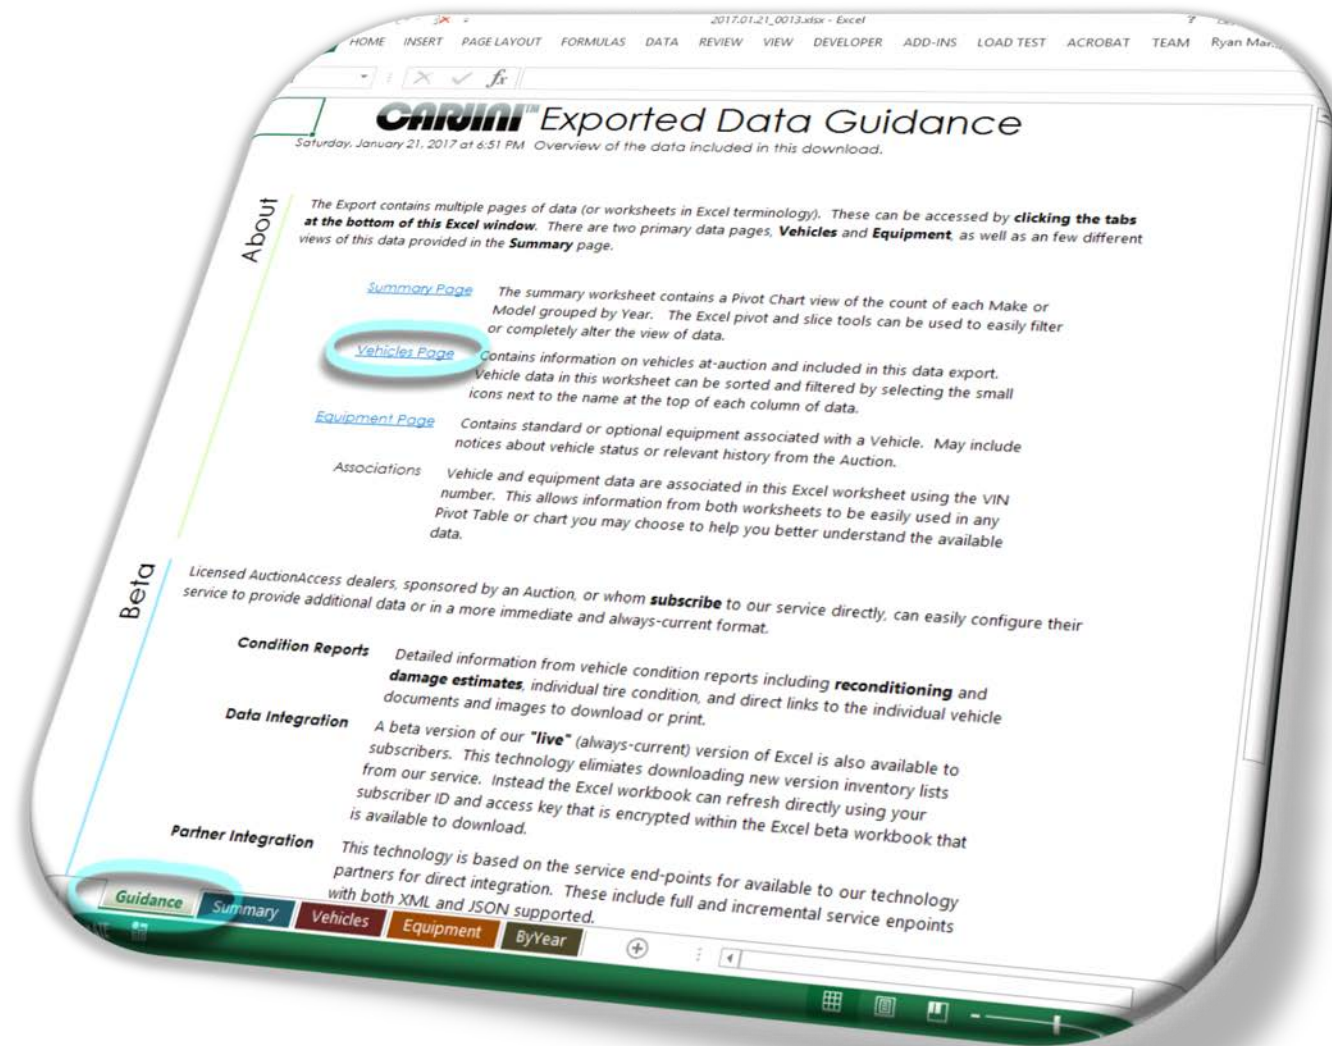 2017.01.21_0013.xlsx - Excel
?
HOME INSERT PAGE LAYOUT FORMULAS DATA REVIEW VIEW DEVELOPER ADD-INS LOAD TEST ACROBAT TEAM Ryan
fx
CARJINI™ Exported Data Guidance
Saturday, January 21, 2017 at 6:51 PM Overview of the data included in this download.
About
The Export contains multiple pages of data (or worksheets in Excel terminology). These can be accessed by clicking the tabs
at the bottom of this Excel window. There are two primary data pages, Vehicles and Equipment, as well as an few different
views of this data provided in the Summary page.
Summary Page The summary worksheet contains a Pivot Chart view of the count of each Make or
Model grouped by Year. The Excel pivot and slice tools can be used to easily filter
or completely alter the view of data.
Vehicles Page Contains information on vehicles at-auction and included in this data export.
Vehicle data in this worksheet can be sorted and filtered by selecting the small
icons next to the name at the top of each column of data.
Equipment Page Contains standard or optional equipment associated with a Vehicle. May include
notices about vehicle status or relevant history from the Auction.
Associations Vehicle and equipment data are associated in this Excel worksheet using the VIN
number. This allows information from both worksheets to be easily used in any
Pivot Table or chart you may choose to help you better understand the available
data.
Beta
Licensed AuctionAccess dealers, sponsored by an Auction, or whom subscribe to our service directly, can easily configure their
service to provide additional data or in a more immediate and always-current format.
Condition Reports Detailed information from vehicle condition reports including reconditioning and
damage estimates, individual tire condition, and direct links to the individual vehicle
documents and images to download or print.
Data Integration A beta version of our "live" (always-current) version of Excel is also available to
subscribers. This technology elimiates downloading new version inventory lists
from our service. Instead the Excel workbook can refresh directly using your
subscriber ID and access key that is encrypted within the Excel beta workbook that
is available to download.
Partner Integration This technology is based on the service end-points for available to our technology
partners for direct integration. These include full and incremental service enpoints
with both XML and JSON supported.
Guidance Summary Vehicles Equipment ByYear